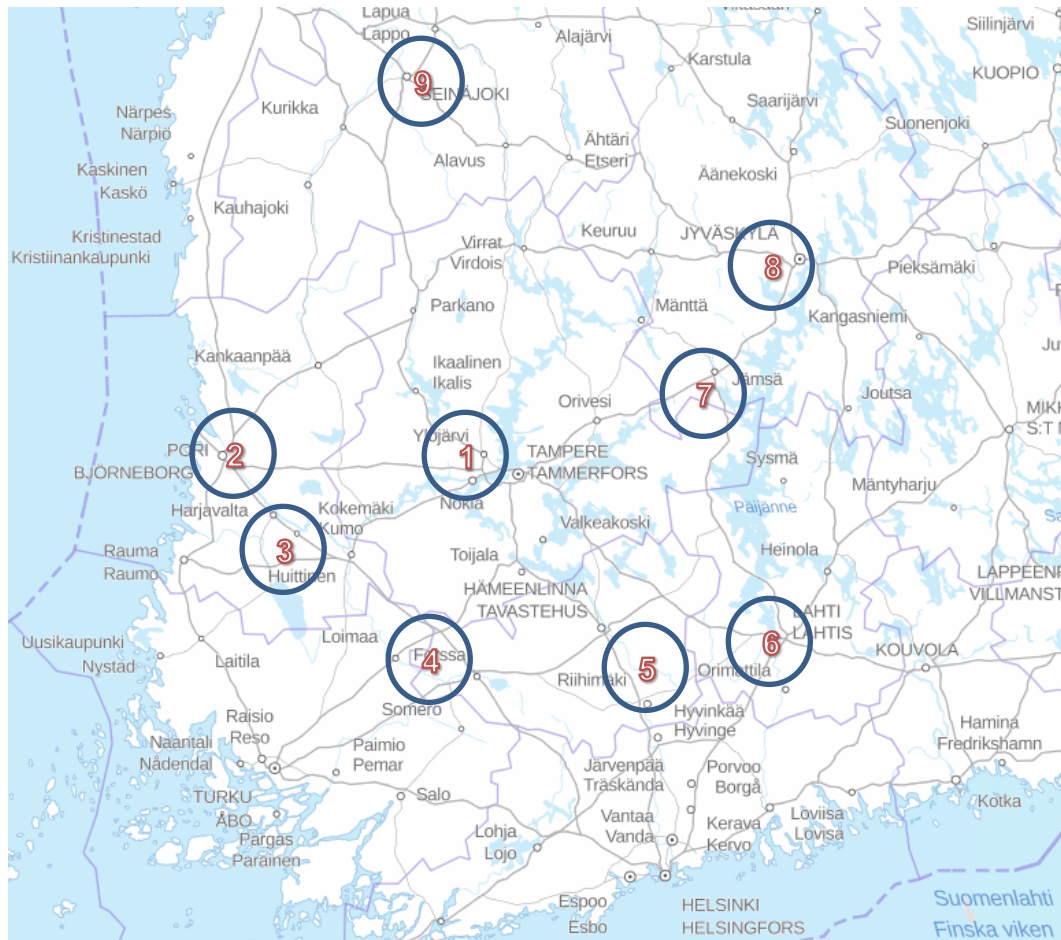 Lapua
Lappo
Alajärvi
Siilinjärvi
Karstula
KUOPIO
9
SEINÄJOKI
Närpes
Närpiö
Kurikka
Saarijärvi
Suonenjoki
Ähtäri
Etseri
Alavus
Kaskinen
Kaskö
Äänekoski
Kauhajoki
Kristinestad
Kristiinankaupunki
Virrat
Virdois
Keuruu
JYVÄSKYLÄ
8
Pieksämäki
Parkano
Mänttä
Kangasniemi
Kankaanpää
Ikaalinen
Ikalis
Jämsä
7
Joutsa
Orivesi
Ylöjärvi
1
TAMPERE
TAMMERFORS
Nokia
PORI
BJÖRNEBORG
2
Sysmä
Mäntyharju
Päijänne
Harjavalta
Kokemäki
Kumo
Valkeakoski
Rauma
Raumo
3
Huittinen
Toijala
Heinola
HÄMEENLINNA
TAVASTEHUS
LAHTI
LAHTIS
6
Uusikaupunki
Nystad
Laitila
Loimaa
Forssa
4
Riihimäki
5
Orimattila
KOUVOLA
Somero
Hyvinkää
Hyvinge
Raisio
Reso
Naantali
Nådendal
Paimio
Pemar
Hamina
Fredrikshamn
Järvenpää
Träskända
Porvoo
Borgå
TURKU
ÅBO
Salo
Kotka
Loviisa
Lovisa
Vantaa
Vanda
Kerava
Kervo
Lohja
Lojo
Pargas
Parainen
Espoo
Esbo
HELSINKI
HELSINGFORS
Suomenlahti
Finska viken